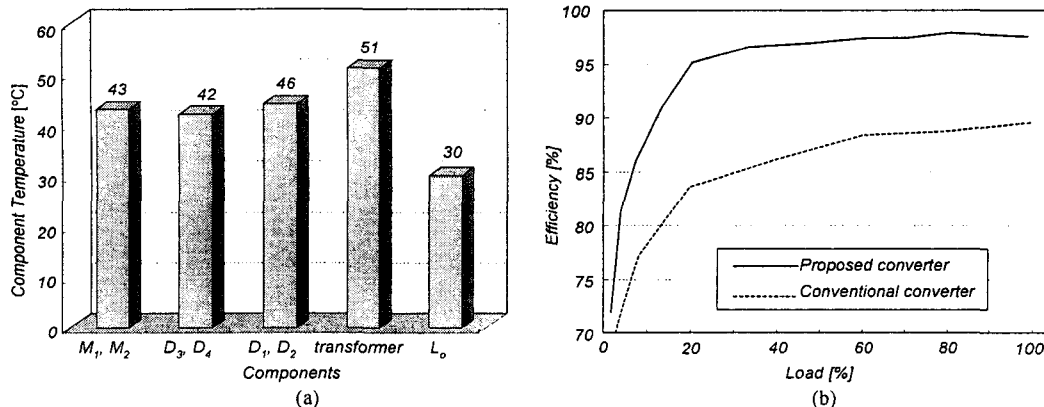 Component Temperature [°C]
60
50
40
30
20
10
0
43
42
46
51
30
M1, M2
D3, D4
D1, D2
transformer
Lo
Components
(a)
Efficiency [%]
100
95
90
85
80
75
70
Proposed converter
Conventional converter
0
20
40
60
80
100
Load [%]
(b)